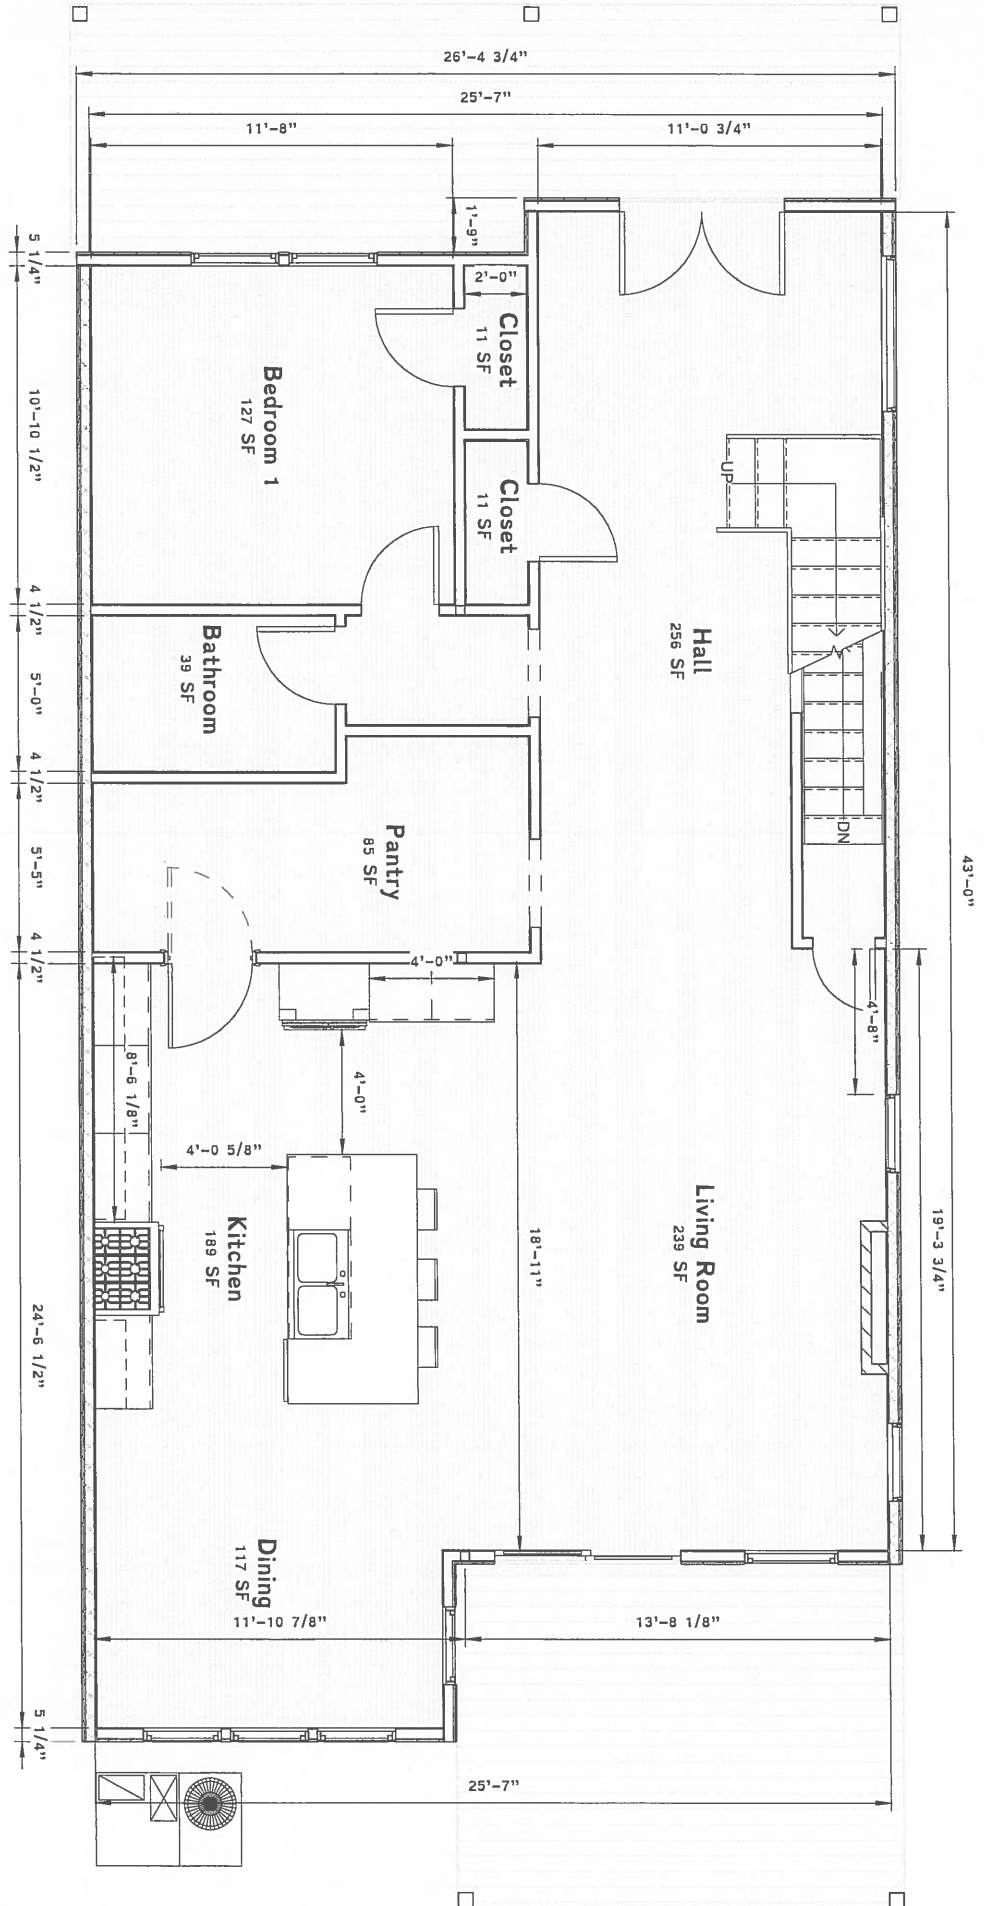 26'-4 3/4"
25'-7"
11'-8"
11'-0 3/4"
1'-9"
5 1/4"
2'-0"
Closet
11 SF
Bedroom 1
127 SF
10'-10 1/2"
Closet
11 SF
UP
4 1/2"
Hall
256 SF
Bathroom
39 SF
5'-0"
4 1/2"
DN
Pantry
85 SF
5'-5"
43'-0"
4 1/2"
4'-0"
4'-8"
8'-6 1/8"
4'-0"
4'-0 5/8"
Kitchen
189 SF
18'-11"
Living Room
239 SF
19'-3 3/4"
24'-6 1/2"
Dining
117 SF
11'-10 7/8"
13'-8 1/8"
5 1/4"
25'-7"